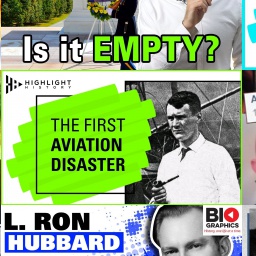 Is it EMPTY?
HIGHLIGHT
HISTORY
THE FIRST
AVIATION
DISASTER
L. RON
HUBBARD
BIO
GRAPHICS